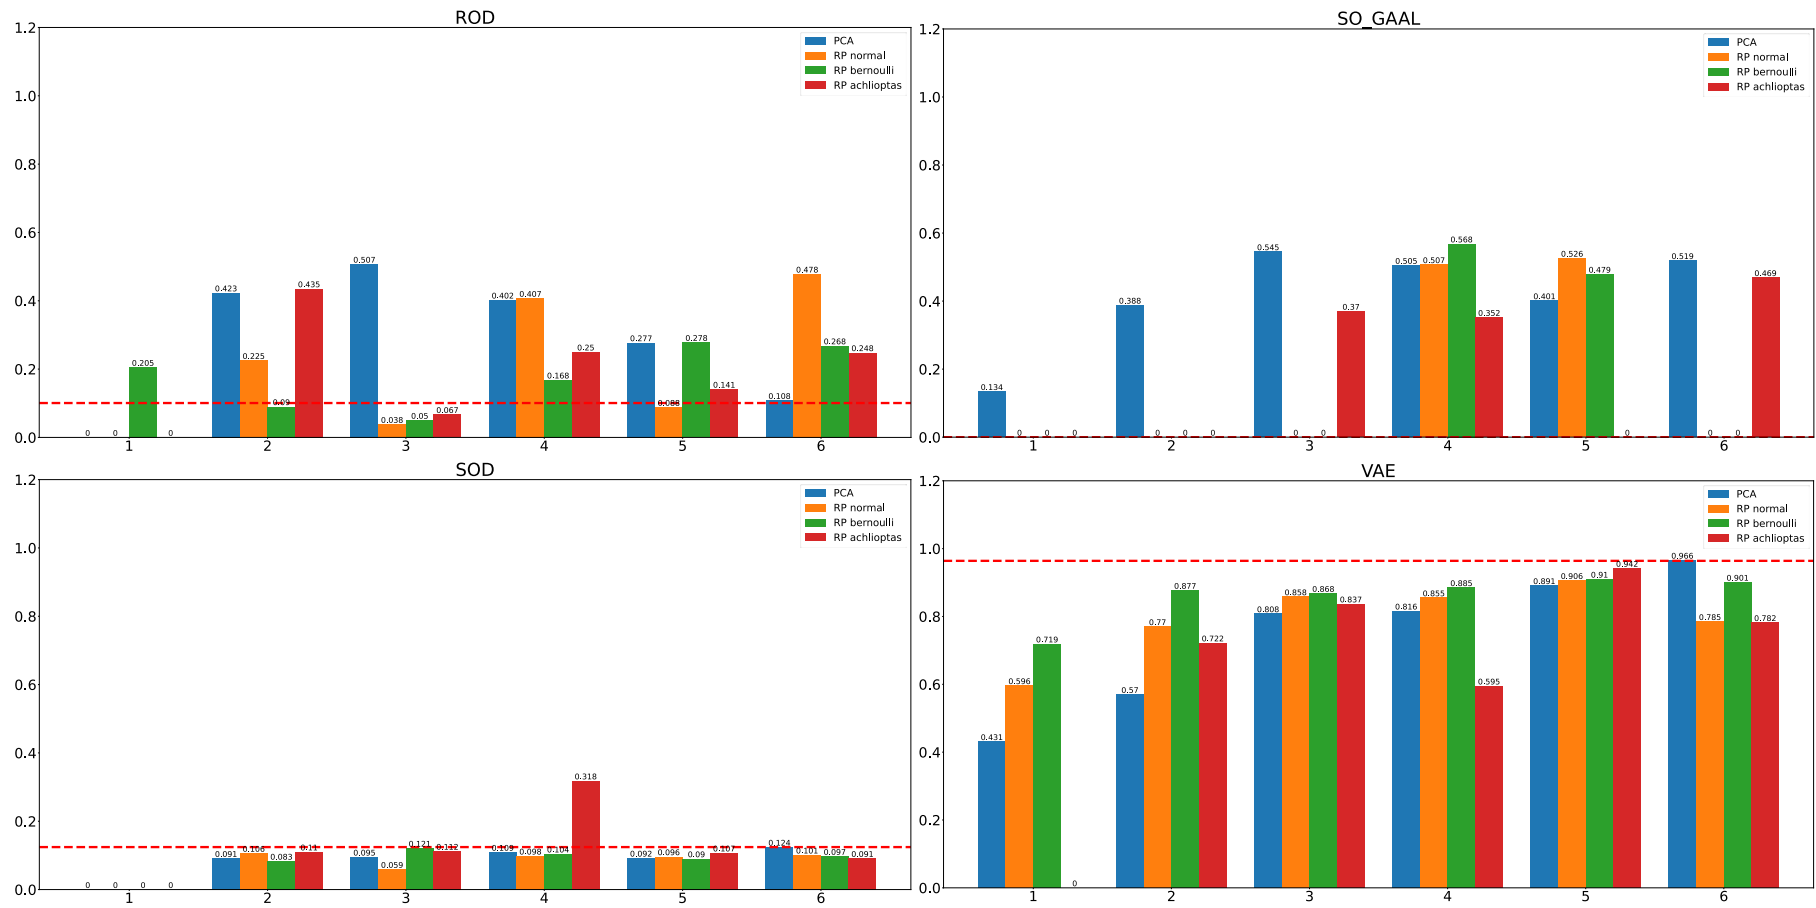 ROD
1.2
1.0
0.8
0.6
0.4
0.2
0.0
PCA
RP normal
RP bernoulli
RP achlioptas
0 0 0.205 0
0.423 0.225 0.09 0.435
0.507 0.038 0.05 0.067
0.402 0.407 0.168 0.25
0.277 0.088 0.278 0.141
0.108 0.478 0.268 0.248
1 2 3 4 5 6
SO_GAAL
1.2
1.0
0.8
0.6
0.4
0.2
0.0
PCA
RP normal
RP bernoulli
RP achlioptas
0.134 0 0 0
0.388 0 0 0
0.545 0 0 0.37
0.505 0.507 0.568 0.352
0.401 0.526 0.479 0
0.519 0 0 0.469
1 2 3 4 5 6
SOD
1.2
1.0
0.8
0.6
0.4
0.2
0.0
PCA
RP normal
RP bernoulli
RP achlioptas
0 0 0 0
0.091 0.106 0.083 0.11
0.095 0.059 0.121 0.112
0.109 0.098 0.104 0.318
0.092 0.096 0.09 0.107
0.124 0.101 0.097 0.091
1 2 3 4 5 6
VAE
1.2
1.0
0.8
0.6
0.4
0.2
0.0
PCA
RP normal
RP bernoulli
RP achlioptas
0.431 0.596 0.719 0
0.57 0.77 0.877 0.722
0.808 0.858 0.868 0.837
0.816 0.855 0.885 0.595
0.891 0.906 0.91 0.942
0.966 0.785 0.901 0.782
1 2 3 4 5 6